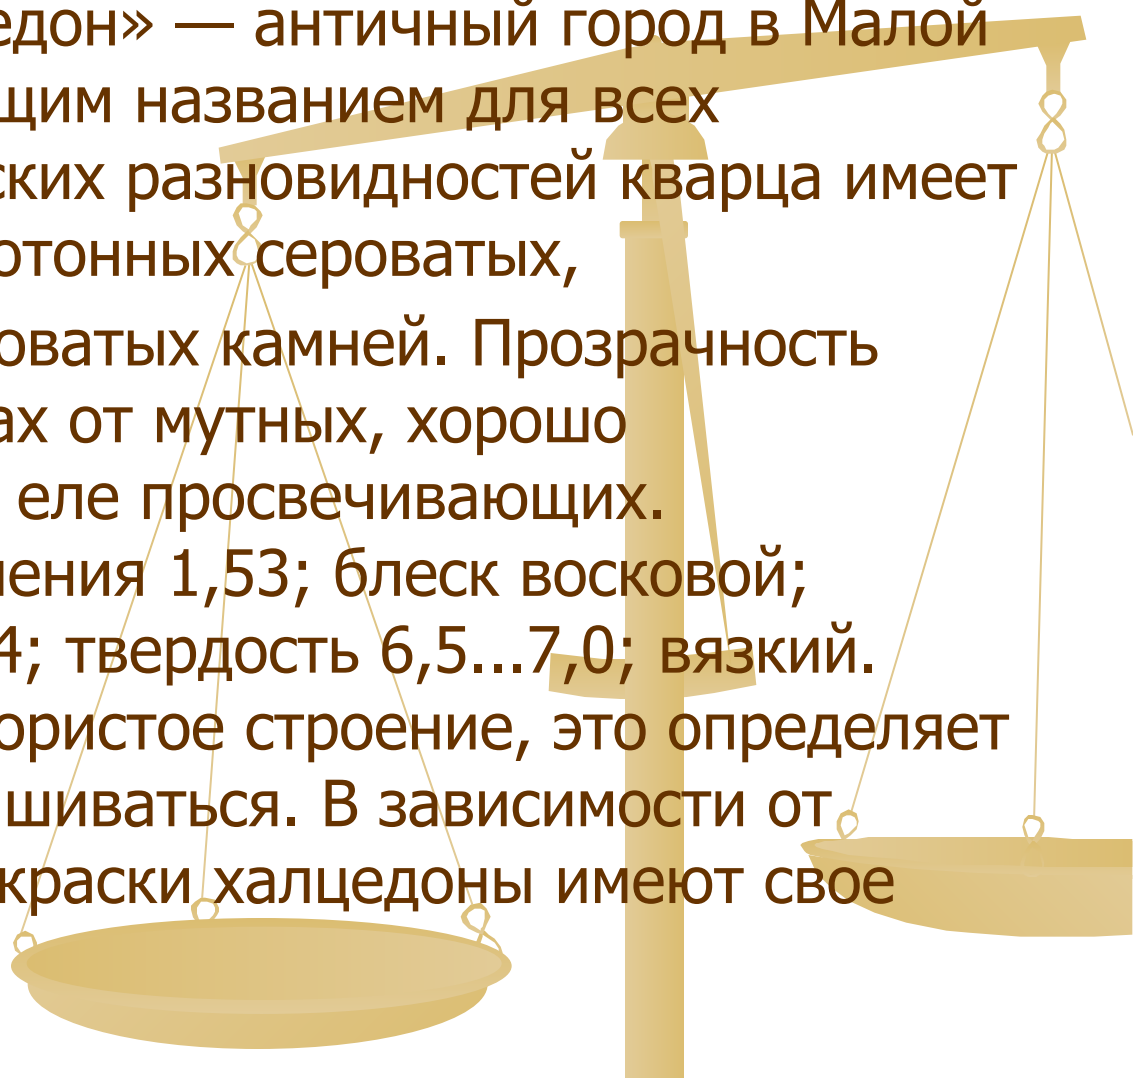 едон» — античный город в Малой
щим названием для всех
ских разновидностей кварца имеет
отонных сероватых,
оватых камней. Прозрачность
ах от мутных, хорошо
еле просвечивающих.
ления 1,53; блеск восковой;
4; твердость 6,5...7,0; вязкий.
ористое строение, это определяет
шиваться. В зависимости от
краски халцедоны имеют свое